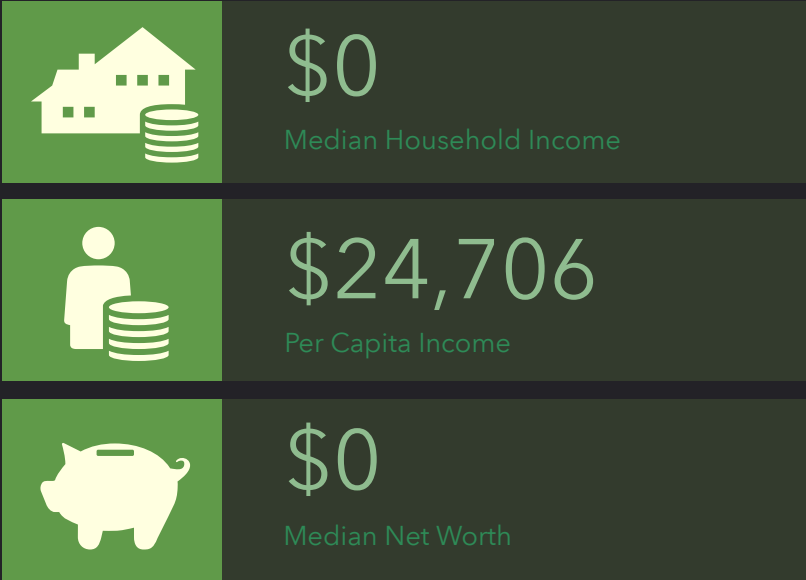 $0
Median Household Income
$24,706
Per Capita Income
$0
Median Net Worth